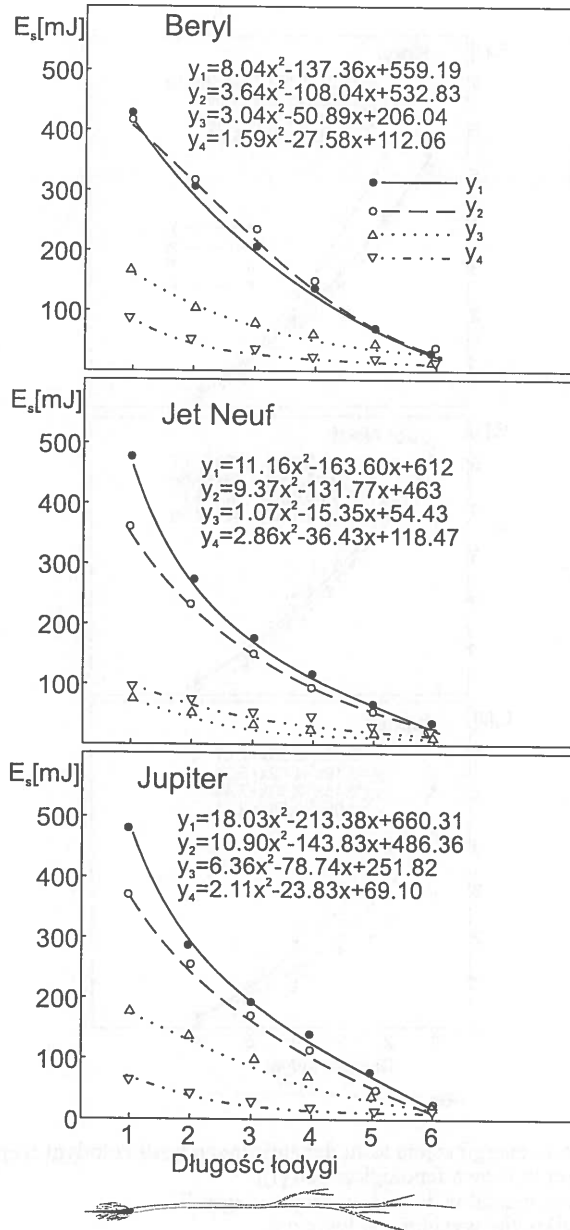 E_s[mJ] Beryl
500
y₁=8.04x²-137.36x+559.19
y₂=3.64x²-108.04x+532.83
y₃=3.04x²-50.89x+206.04
y₄=1.59x²-27.58x+112.06
400
y₁
y₂
y₃
y₄
300
200
100
E_s[mJ] Jet Neuf
500
y₁=11.16x²-163.60x+612
y₂=9.37x²-131.77x+463
y₃=1.07x²-15.35x+54.43
y₄=2.86x²-36.43x+118.47
400
300
200
100
E_s[mJ] Jupiter
500
y₁=18.03x²-213.38x+660.31
y₂=10.90x²-143.83x+486.36
y₃=6.36x²-78.74x+251.82
y₄=2.11x²-23.83x+69.10
400
300
200
100
0
1 2 3 4 5 6
Długość łodygi